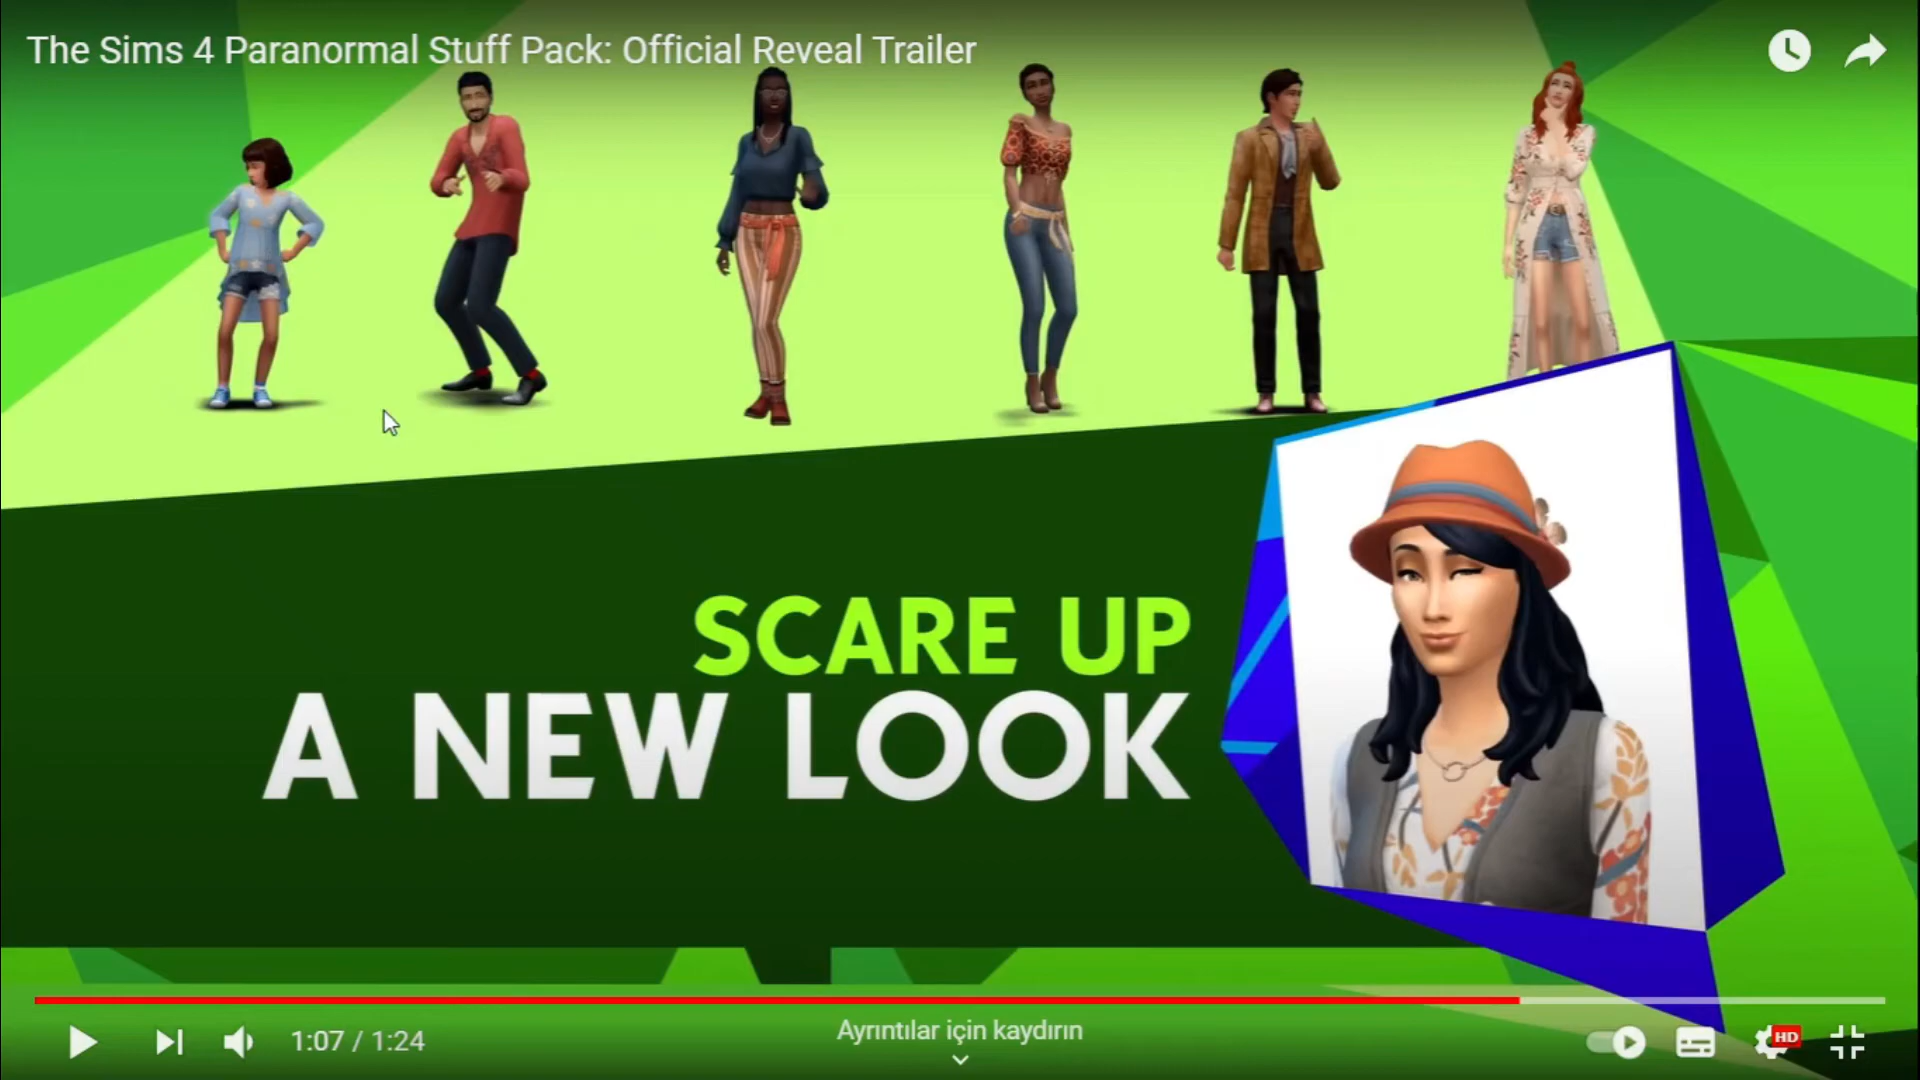 The Sims 4 Paranormal Stuff Pack: Official Reveal Trailer
SCARE UP
A NEW LOOK
1:07 / 1:24
Ayrıntılar için kaydırın
HD